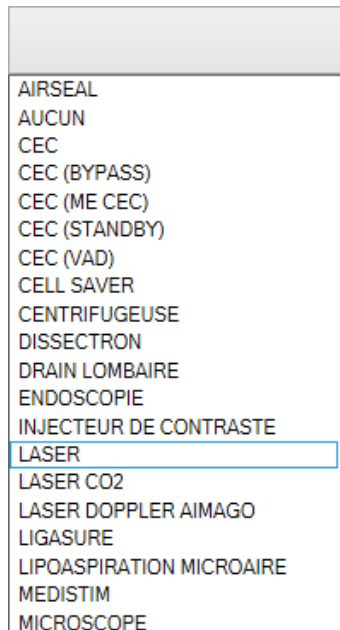 AIRSEAL
AUCUN
CEC
CEC (BYPASS)
CEC (ME CEC)
CEC (STANDBY)
CEC (VAD)
CELL SAVER
CENTRIFUGEUSE
DISSECTRON
DRAIN LOMBAIRE
ENDOSCOPIE
INJECTEUR DE CONTRASTE
LASER
LASER CO2
LASER DOPPLER AIMAGO
LIGASURE
LIPOASPIRATION MICROAIRE
MEDISTIM
MICROSCOPE